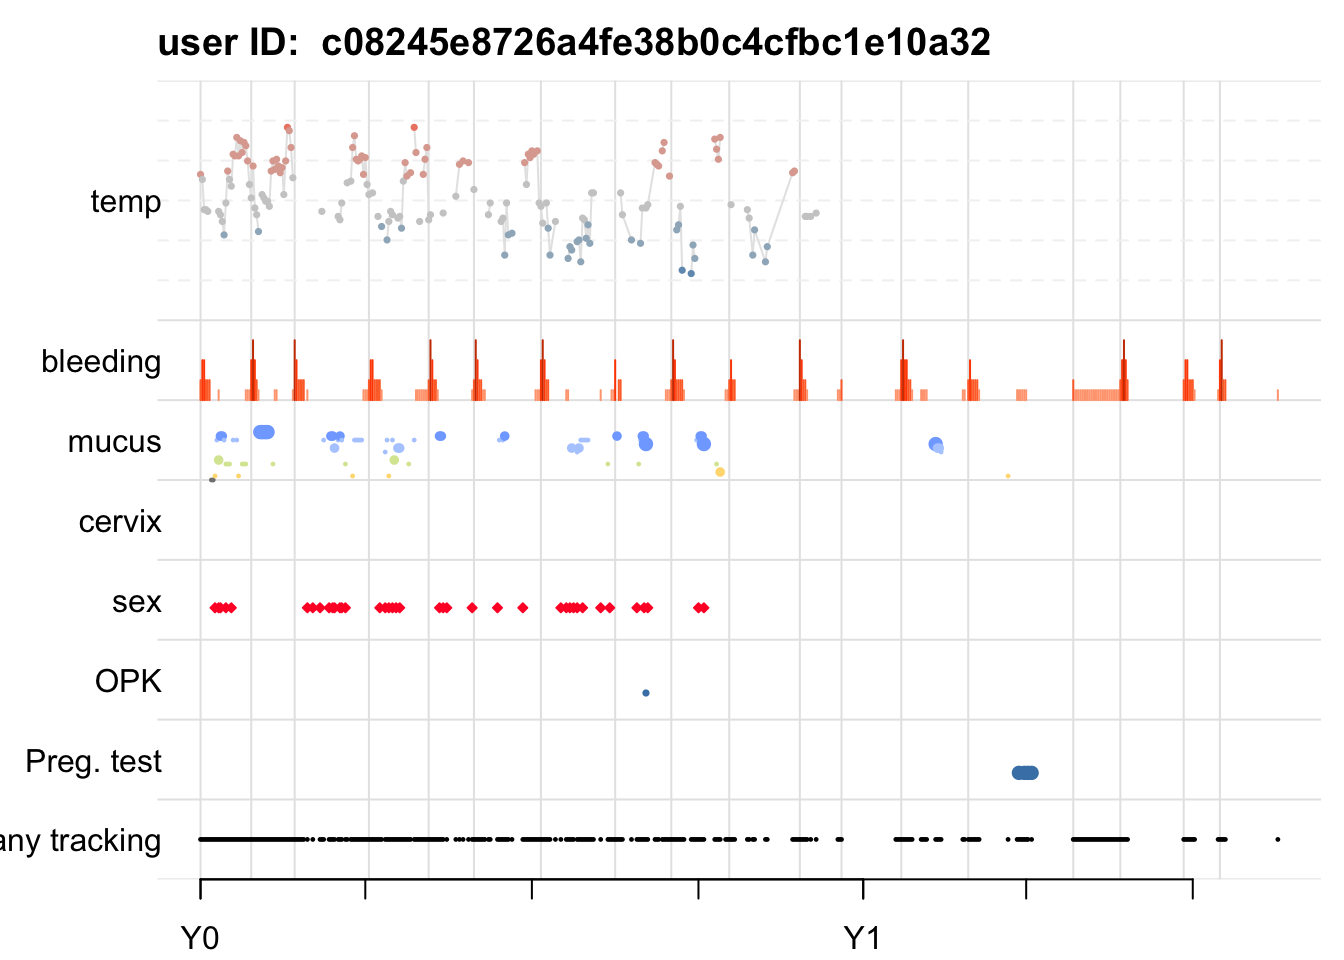 user ID:  c08245e8726a4fe38b0c4cfbc1e10a32
temp
bleeding
mucus
cervix
sex
OPK
Preg. test
any tracking
Y0
Y1